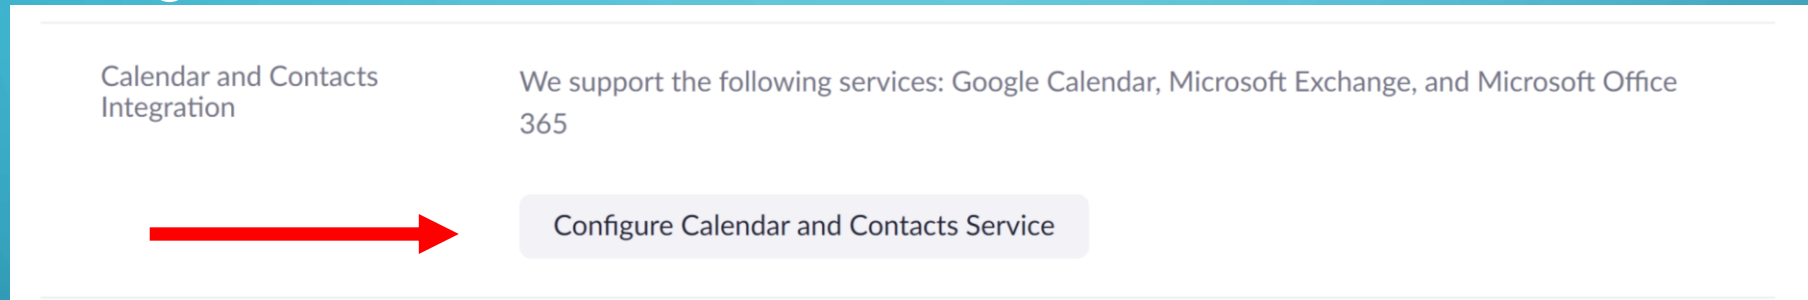 Calendar and Contacts
Integration
We support the following services: Google Calendar, Microsoft Exchange, and Microsoft Office
365
Configure Calendar and Contacts Service